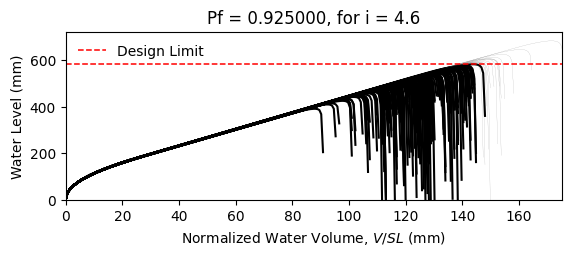 Pf = 0.925000, for i = 4.6
Design Limit
Water Level (mm)
600
400
200
0
0 20 40 60 80 100 120 140 160
Normalized Water Volume, V/SL (mm)